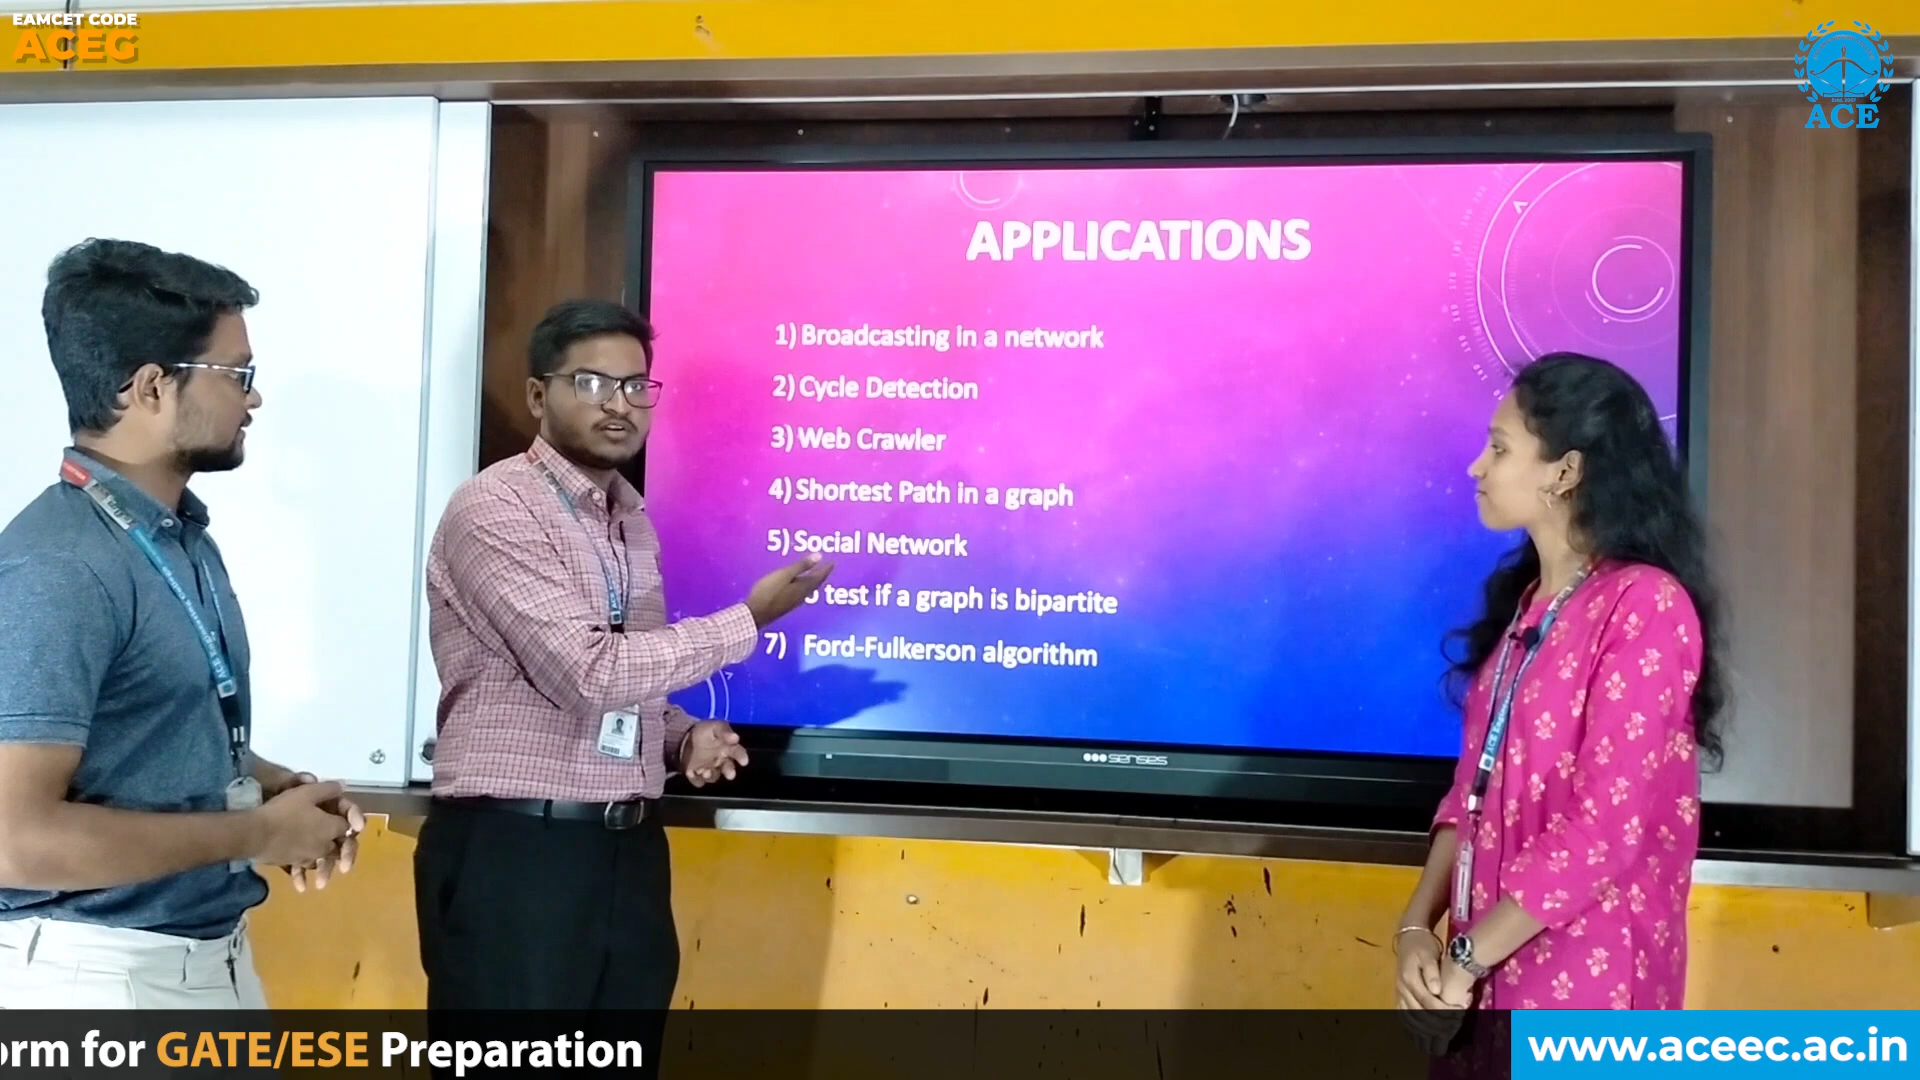 EAMCET CODE
ACEG
ACE
APPLICATIONS
1) Broadcasting in a network
2) Cycle Detection
3) Web Crawler
4) Shortest Path in a graph
5) Social Network
test if a graph is bipartite
7) Ford-Fulkerson algorithm
senses
for GATE/ESE Preparation
www.aceec.ac.in